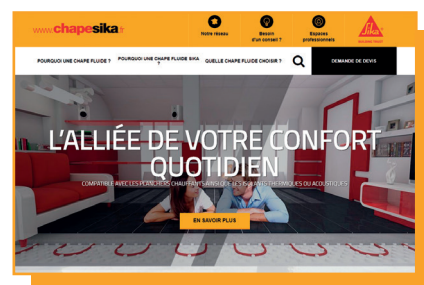 www.chapesika.fr
Notre réseau
Besoin
d'un conseil ?
Espaces
professionnels
Sika
BUILDING TRUST
POURQUOI UNE CHAPE FLUIDE ?
POURQUOI UNE CHAPE FLUIDE SIKA
?
QUELLE CHAPE FLUIDE CHOISIR ?
DEMANDE DE DEVIS
L'ALLIÉE DE VOTRE CONFORT
QUOTIDIEN
COMPATIBLE AVEC LES PLANCHERS CHAUFFANTS AINSI QUE LES ISOLANTS THERMIQUES OU ACOUSTIQUES
EN SAVOIR PLUS